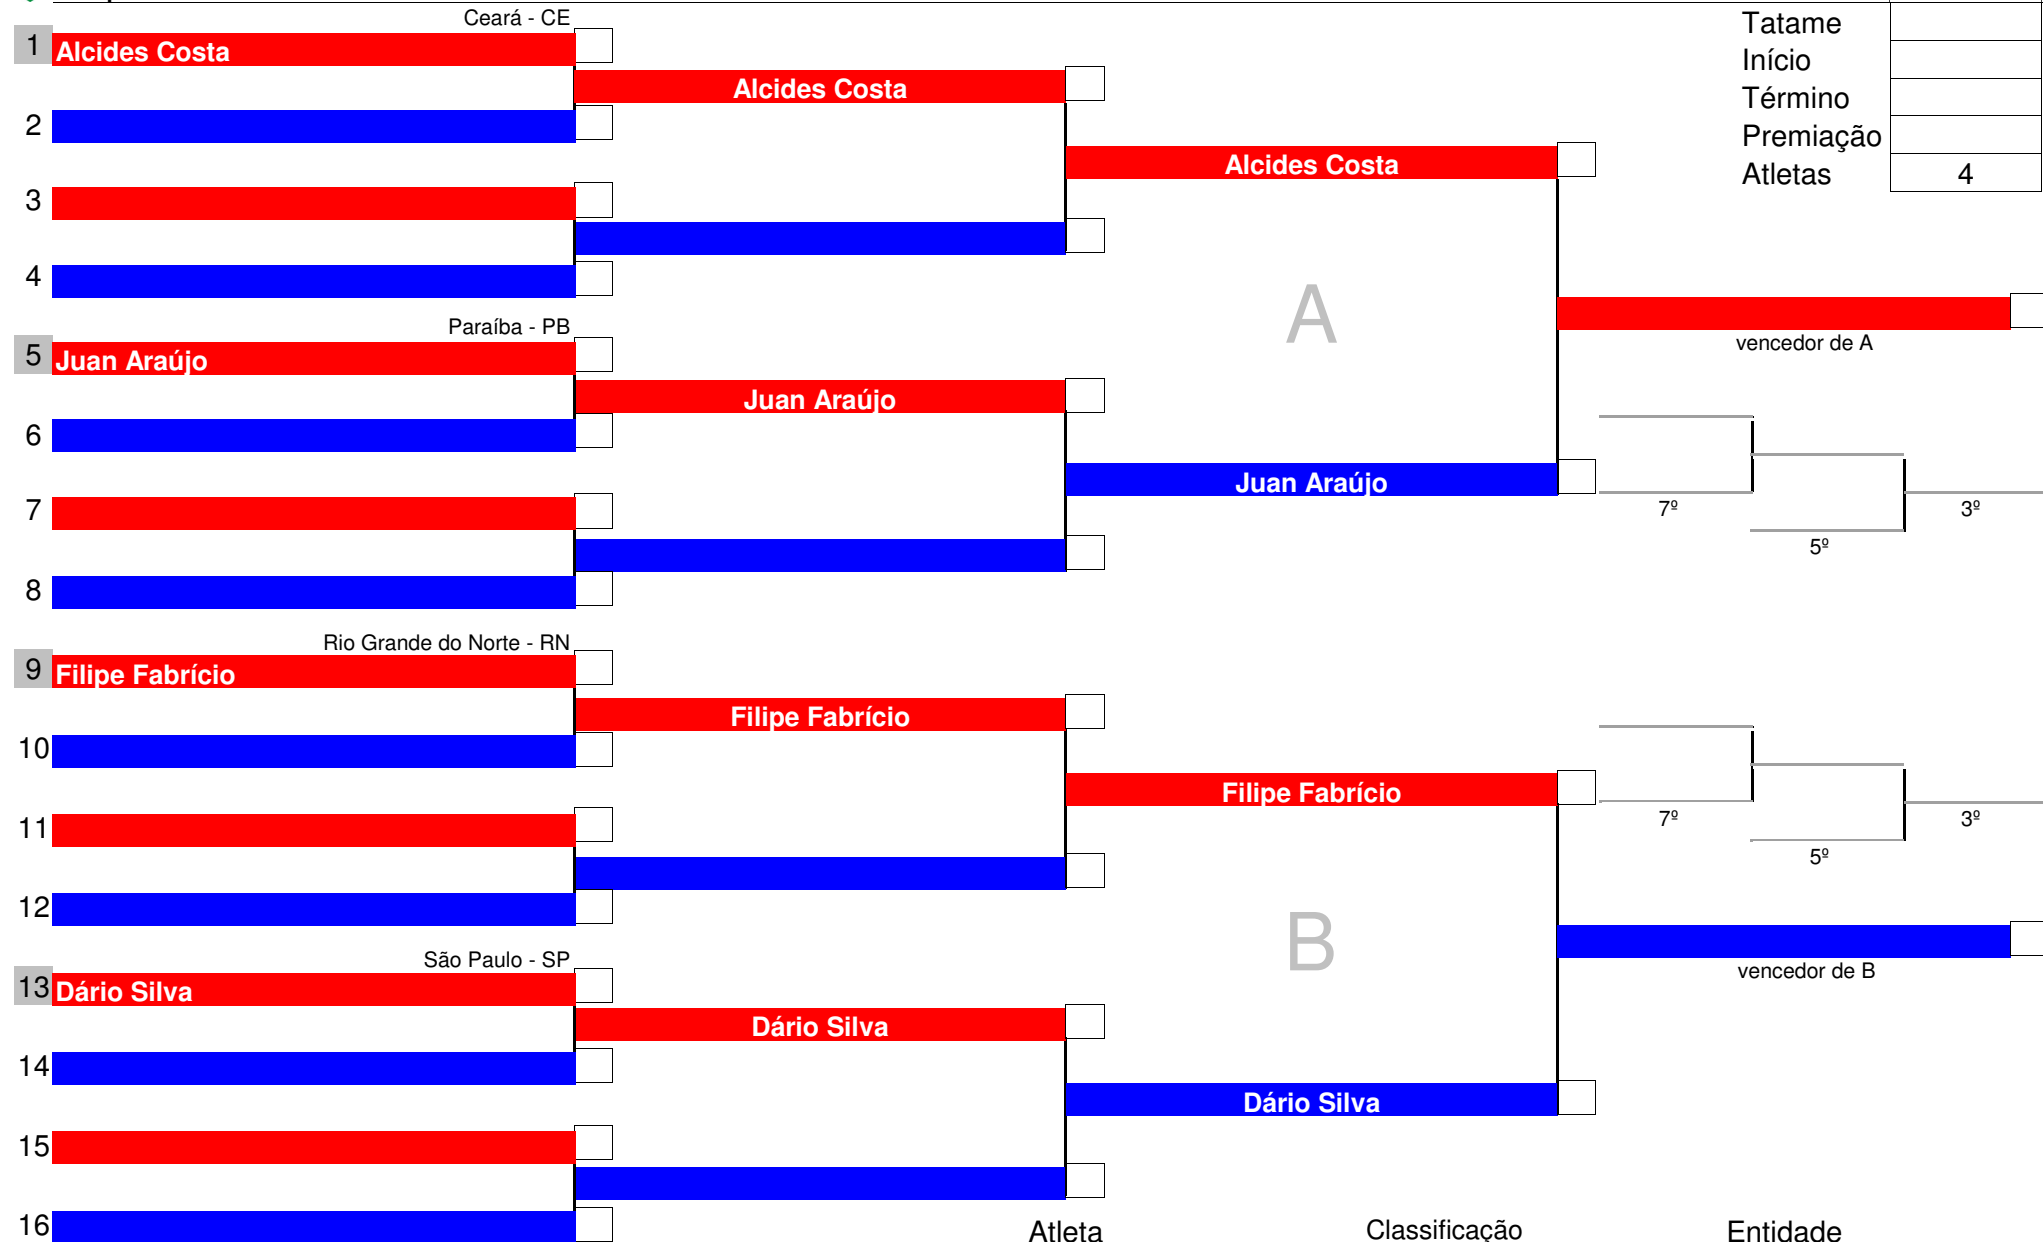 Ceará - CE
Tatame
1 Alcides Costa
Início
Alcides Costa
Término
2
Premiação
Alcides Costa
Atletas 4
3
4
A
Paraíba - PB
vencedor de A
5 Juan Araújo
Juan Araújo
6
Juan Araújo
7
7º
3º
5º
8
Rio Grande do Norte - RN
9 Filipe Fabrício
Filipe Fabrício
10
Filipe Fabrício
7º
3º
11
5º
12
B
São Paulo - SP
vencedor de B
13 Dário Silva
Dário Silva
14
Dário Silva
15
16
Atleta Classificação Entidade